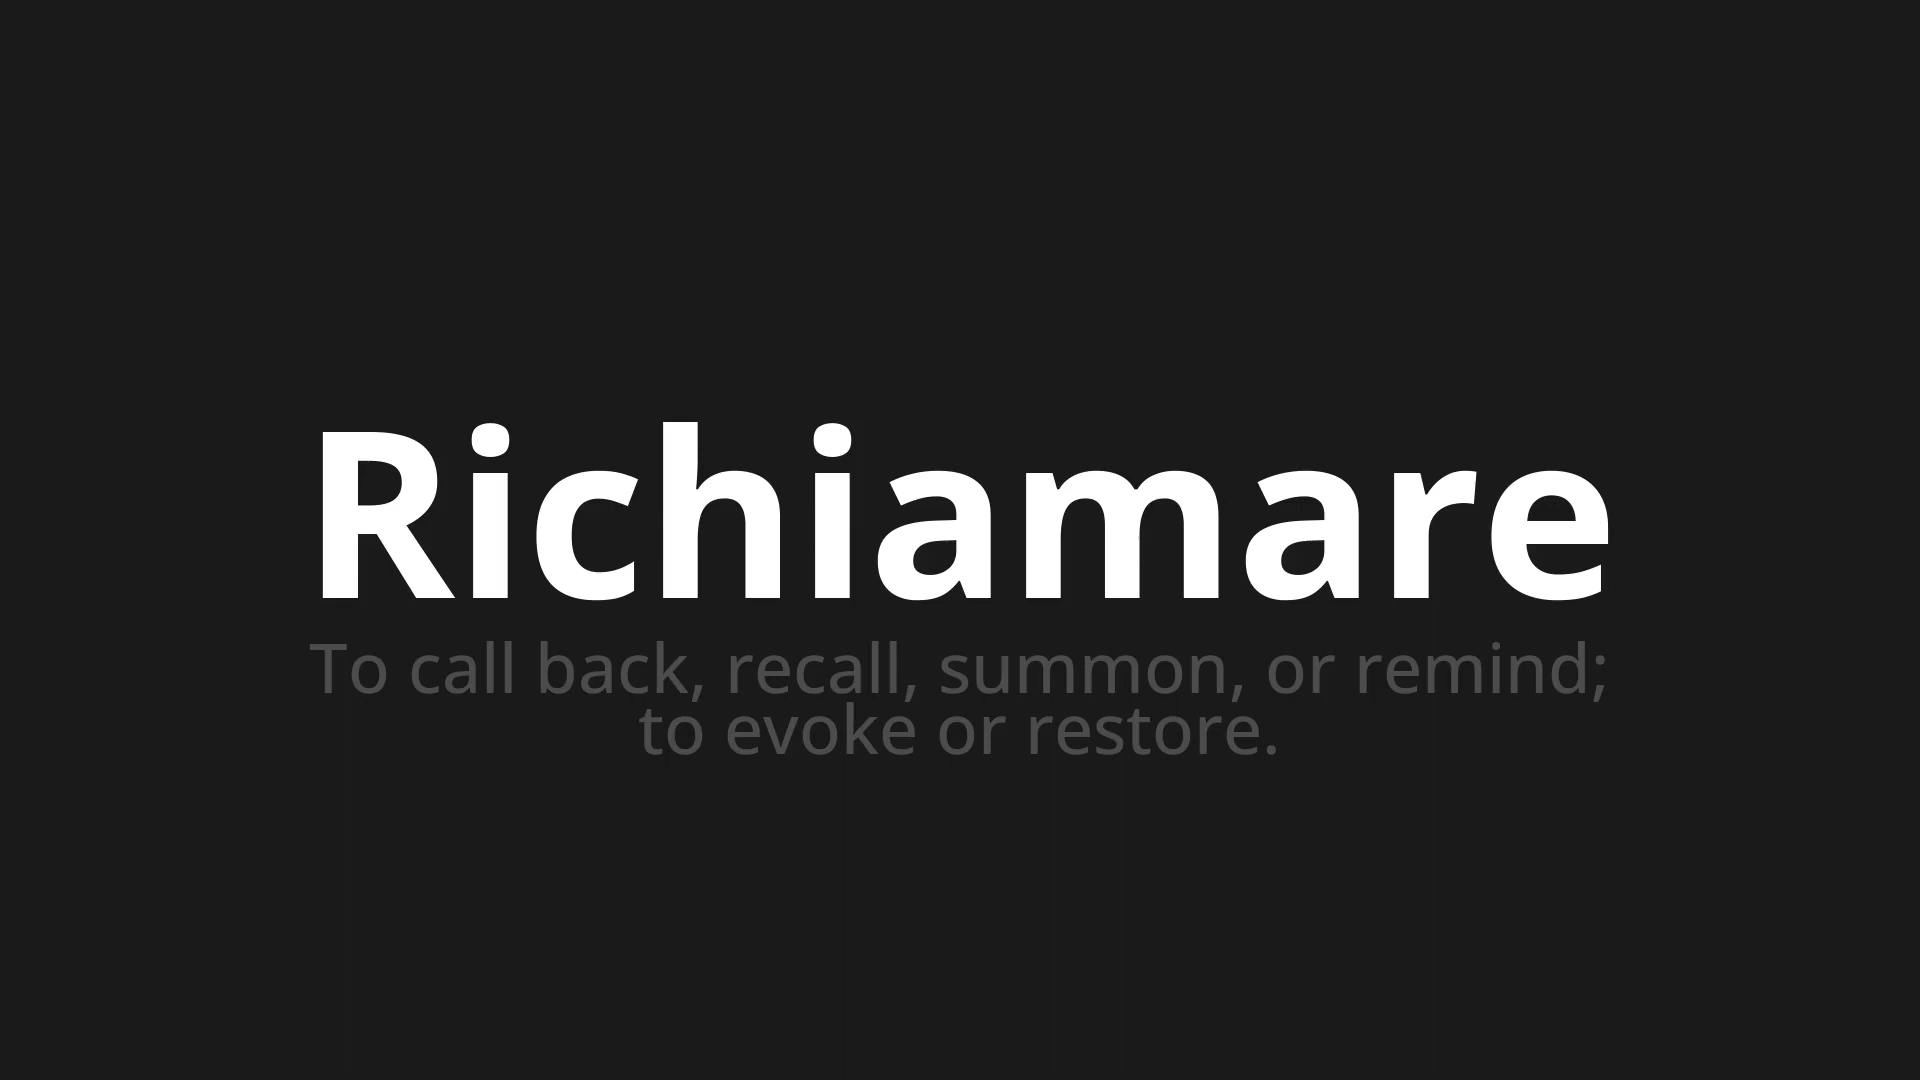 Richiamare
To call back, recall, summon, or remind;
to evoke or restore.